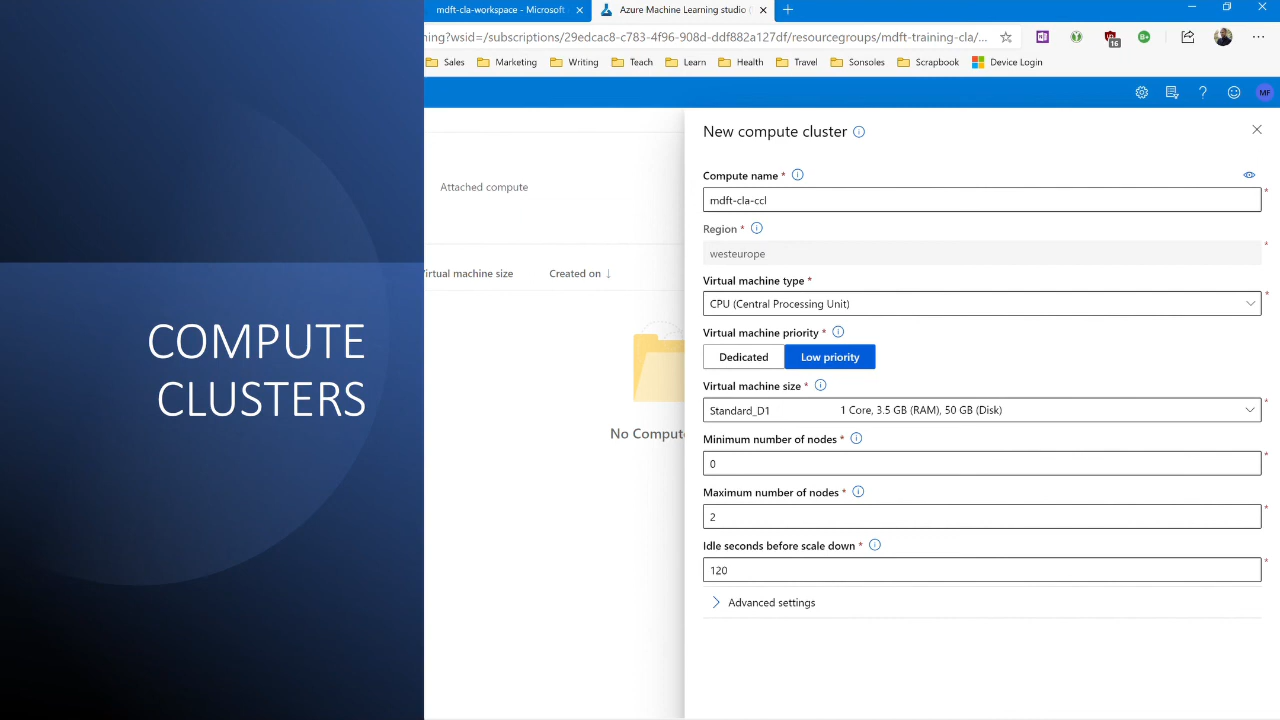 COMPUTE
CLUSTERS
mdft-cla-workspace - Microsoft
Azure Machine Learning studio (
ning?wsid=/subscriptions/29edcac8-c783-4f96-908d-ddf882a127df/resourcegroups/mdft-training-cla/...
16
B+
Sales
Marketing
Writing
Teach
Learn
Health
Travel
Sonsoles
Scrapbook
Device Login
MF
Attached compute
Virtual machine size
Created on ↓
No Comput
New compute cluster
Compute name *
mdft-cla-ccl
Region *
westeurope
Virtual machine type *
CPU (Central Processing Unit)
Virtual machine priority *
Dedicated
Low priority
Virtual machine size *
Standard_D1 1 Core, 3.5 GB (RAM), 50 GB (Disk)
Minimum number of nodes *
0
Maximum number of nodes *
2
Idle seconds before scale down *
120
Advanced settings